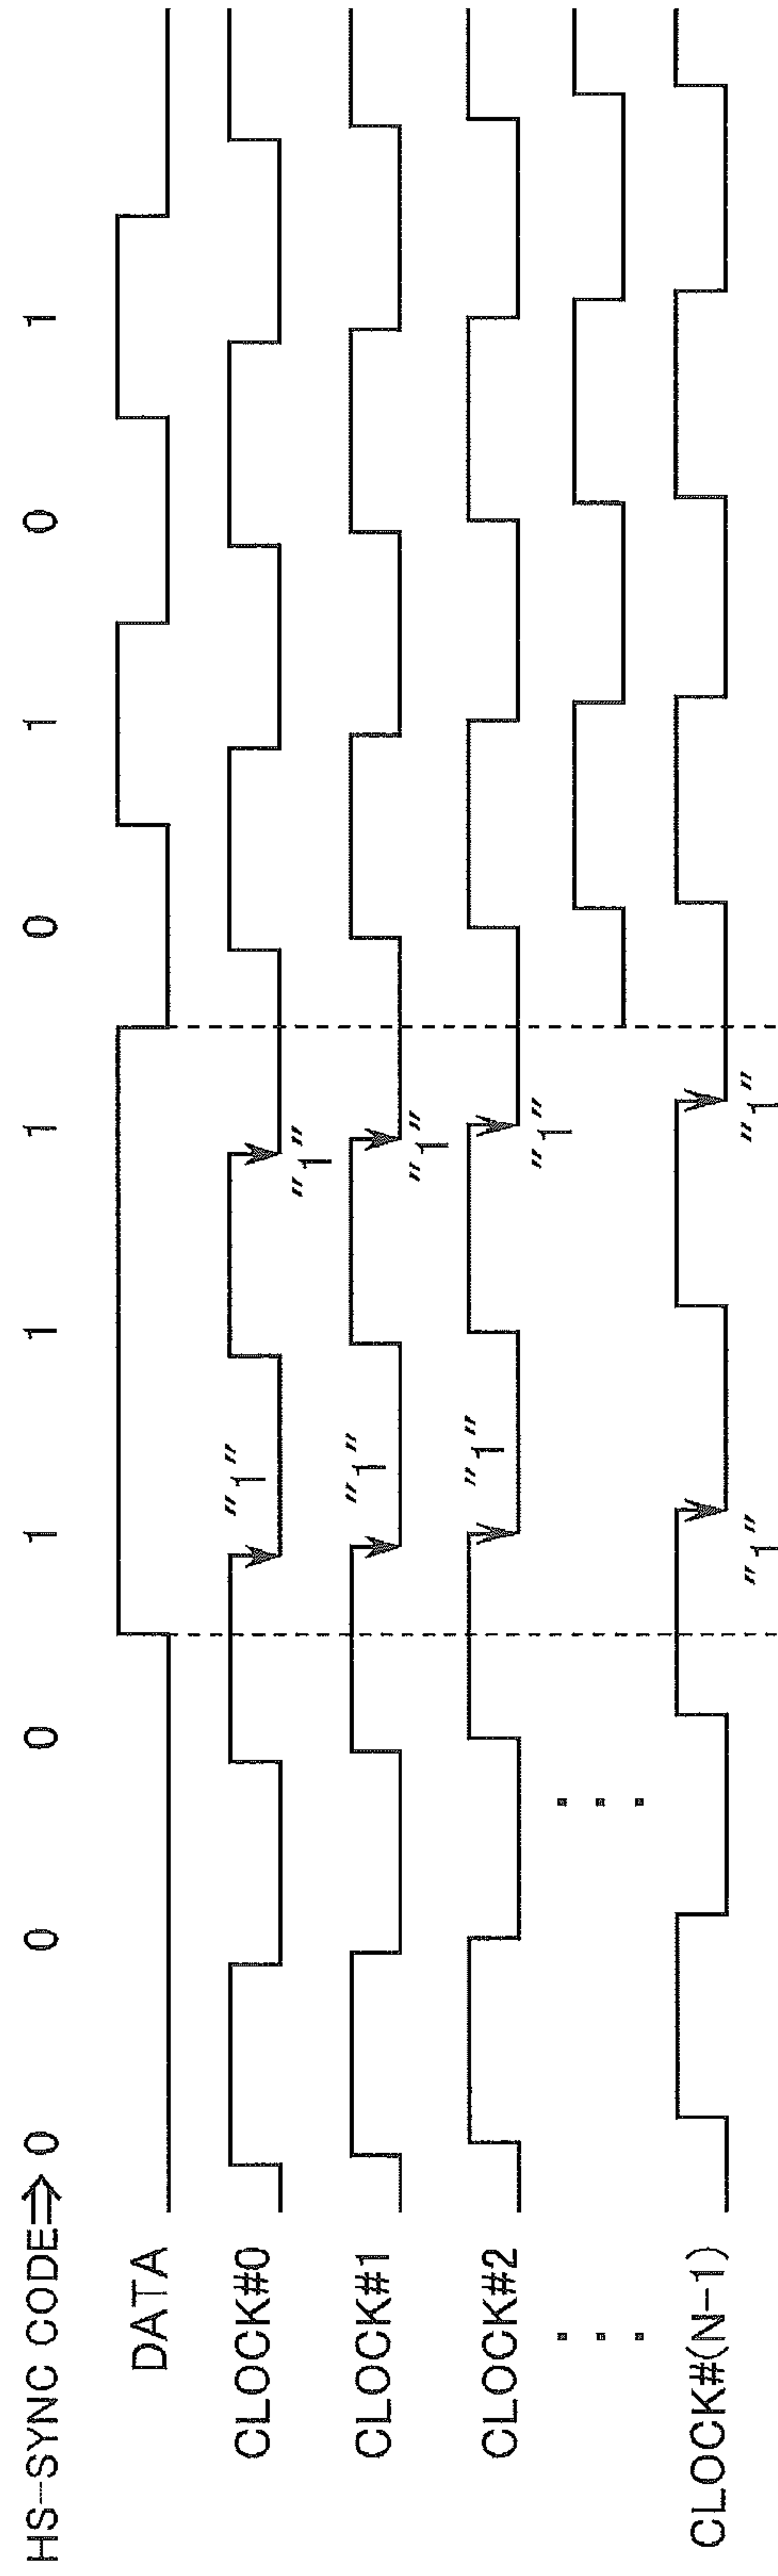 HS-SYNC CODE⇒ 0 0 0 1 1 1 0 1 0 1
DATA
CLOCK#0 "1" "1"
CLOCK#1 "1" "1"
CLOCK#2 "1" "1"
... ...
CLOCK#(N-1) "1" "1"